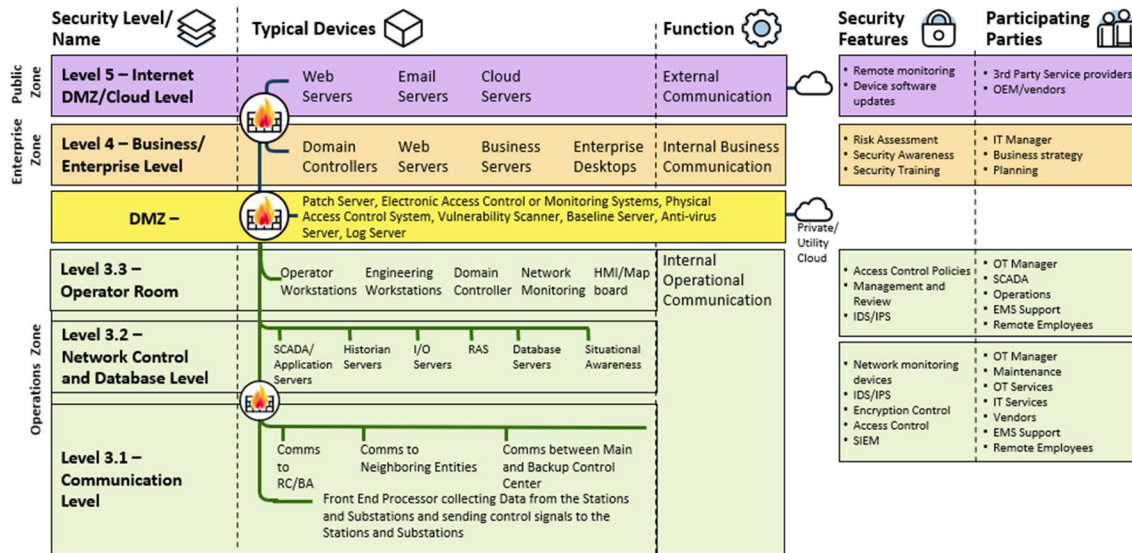 Security Level/
Name
Typical Devices
Function
Security
Features
Participating
Parties
Public
Zone
Level 5 – Internet
DMZ/Cloud Level
Web
Servers
Email
Servers
Cloud
Servers
External
Communication
• Remote monitoring
• Device software
updates
• 3rd Party Service providers
• OEM/vendors
Enterprise
Zone
Level 4 – Business/
Enterprise Level
Domain
Controllers
Web
Servers
Business
Servers
Enterprise
Desktops
Internal Business
Communication
• Risk Assessment
• Security Awareness
• Security Training
• IT Manager
• Business strategy
• Planning
DMZ –
Patch Server, Electronic Access Control or Monitoring Systems, Physical
Access Control System, Vulnerability Scanner, Baseline Server, Anti-virus
Server, Log Server
Private/
Utility
Cloud
Operations Zone
Level 3.3 –
Operator Room
Operator
Workstations
Engineering
Workstations
Domain
Controller
Network
Monitoring
HMI/Map
board
Internal
Operational
Communication
• Access Control Policies
• Management and
Review
• IDS/IPS
• OT Manager
• SCADA
• Operations
• EMS Support
• Remote Employees
Level 3.2 –
Network Control
and Database Level
SCADA/
Application
Servers
Historian
Servers
I/O
Servers
RAS
Database
Servers
Situational
Awareness
• Network monitoring
devices
• IDS/IPS
• Encryption Control
• Access Control
• SIEM
• OT Manager
• Maintenance
• OT Services
• IT Services
• Vendors
• EMS Support
• Remote Employees
Level 3.1 –
Communication
Level
Comms
to
RC/BA
Comms to
Neighboring Entities
Comms between Main
and Backup Control
Center
Front End Processor collecting Data from the Stations
and Substations and sending control signals to the
Stations and Substations